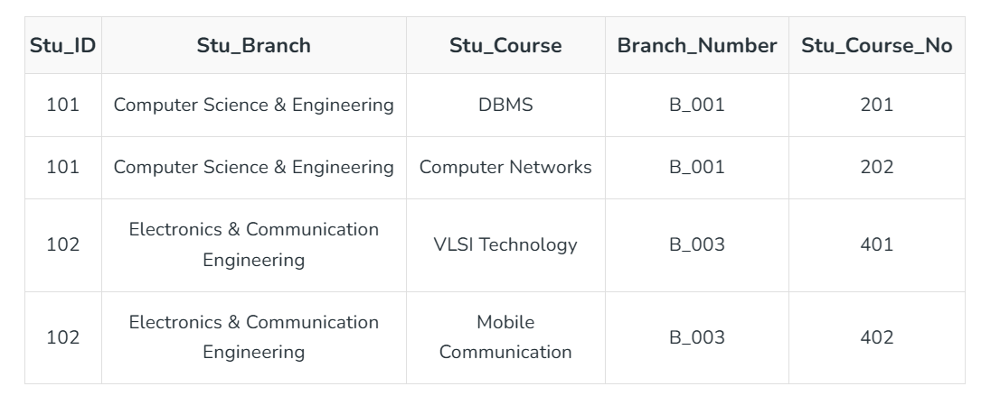 Stu_ID Stu_Branch Stu_Course Branch_Number Stu_Course_No
101 Computer Science & Engineering DBMS B_001 201
101 Computer Science & Engineering Computer Networks B_001 202
Electronics & Communication
102 VLSI Technology B_003 401
Engineering
Electronics & Communication Mobile
102 B_003 402
Engineering Communication